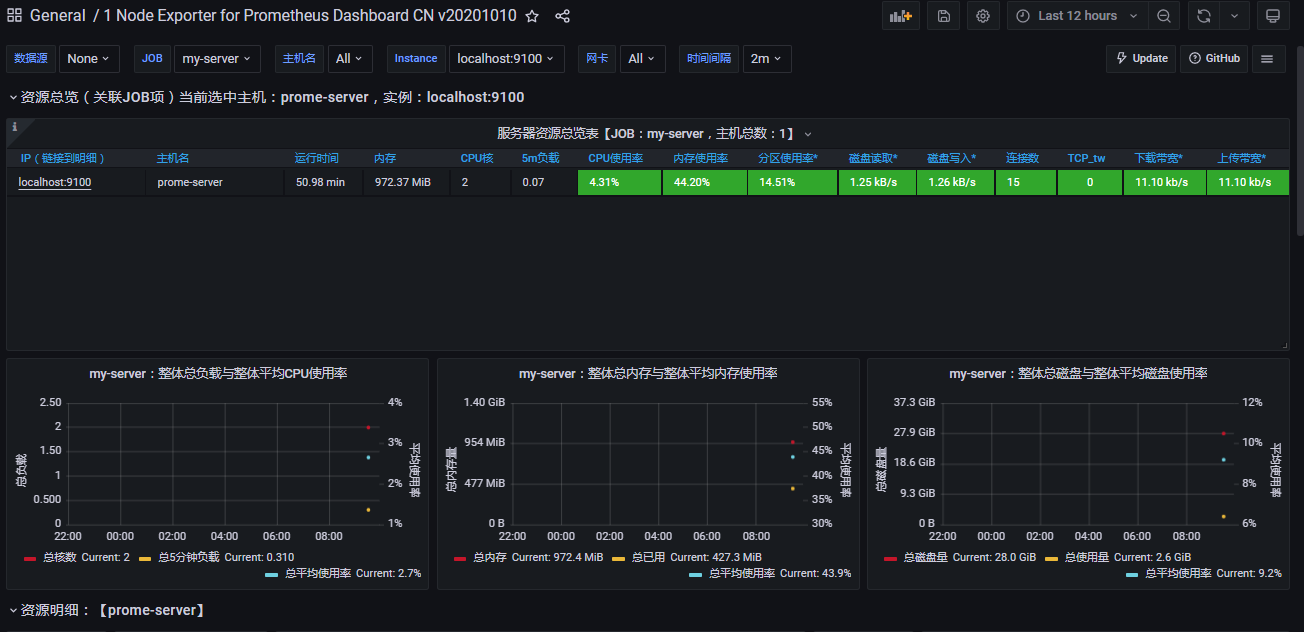 General / 1 Node Exporter for Prometheus Dashboard CN v20201010 Last 12 hours
数据源 None JOB my-server 主机名 All Instance localhost:9100 网卡 All 时间间隔 2m Update GitHub
资源总览（关联JOB项）当前选中主机：prome-server，实例：localhost:9100
服务器资源总览表【JOB：my-server，主机总数：1】
IP（链接到明细） 主机名 运行时间 内存 CPU核 5m负载 CPU使用率 内存使用率 分区使用率* 磁盘读取* 磁盘写入* 连接数 TCP_tw 下载带宽* 上传带宽*
localhost:9100 prome-server 50.98 min 972.37 MiB 2 0.07 4.31% 44.20% 14.51% 1.25 kB/s 1.26 kB/s 15 0 11.10 kb/s 11.10 kb/s
my-server：整体总负载与整体平均CPU使用率
2.50
2
1.50
1
0.500
0
总负载
4%
3%
2%
1%
整体平均使用率
22:00 00:00 02:00 04:00 06:00 08:00
总核数 Current: 2 总5分钟负载 Current: 0.310
总平均使用率 Current: 2.7%
my-server：整体总内存与整体平均内存使用率
1.40 GiB
954 MiB
477 MiB
0 B
总内存量
55%
50%
45%
40%
35%
30%
整体平均使用率
22:00 00:00 02:00 04:00 06:00 08:00
总内存 Current: 972.4 MiB 总已用 Current: 427.3 MiB
总平均使用率 Current: 43.9%
my-server：整体总磁盘与整体平均磁盘使用率
37.3 GiB
27.9 GiB
18.6 GiB
9.3 GiB
0 B
总磁盘量
12%
10%
8%
6%
整体平均使用率
22:00 00:00 02:00 04:00 06:00 08:00
总磁盘量 Current: 28.0 GiB 总使用量 Current: 2.6 GiB
总平均使用率 Current: 9.2%
资源明细：【prome-server】